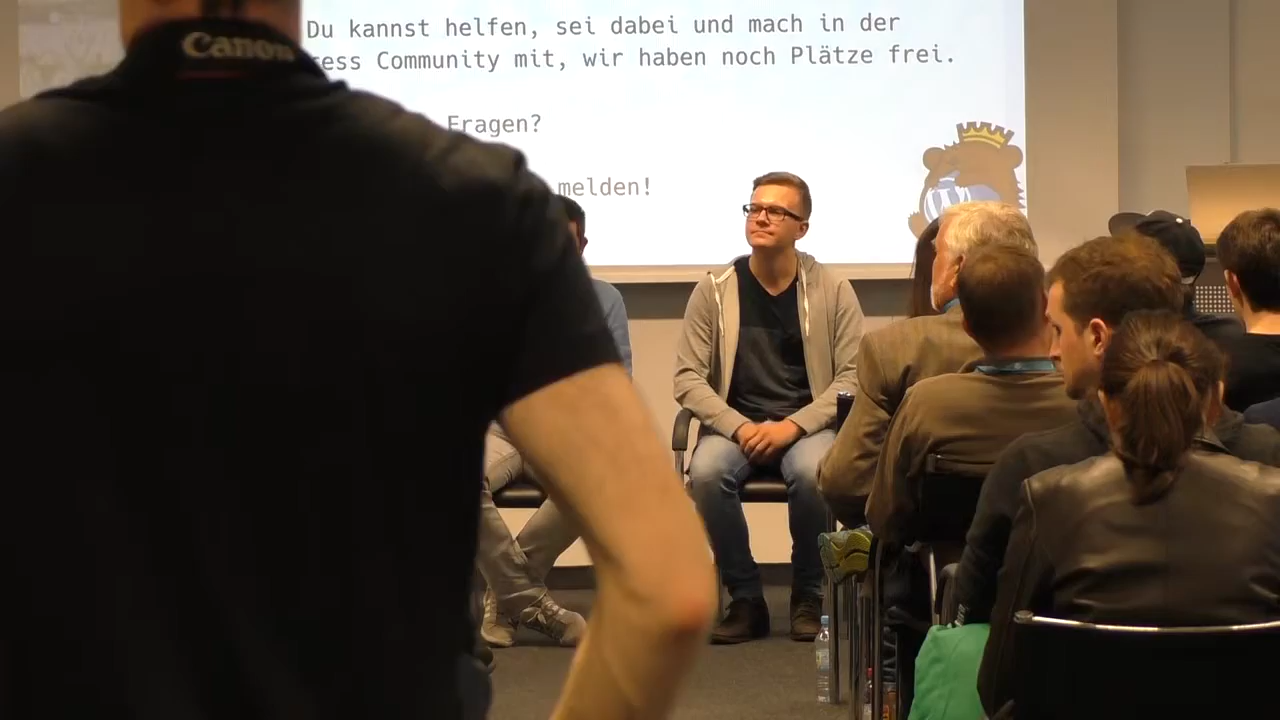 Canon
Du kannst helfen, sei dabei und mach in der
ress Community mit, wir haben noch Plätze frei.
Fragen?
melden!